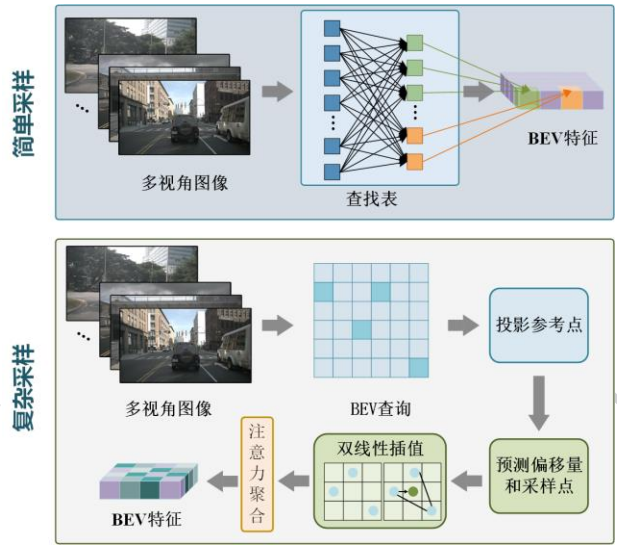 简单采样
多视角图像
查找表
BEV特征
复杂采样
多视角图像
BEV查询
投影参考点
预测偏移量
和采样点
双线性插值
注意力聚合
BEV特征